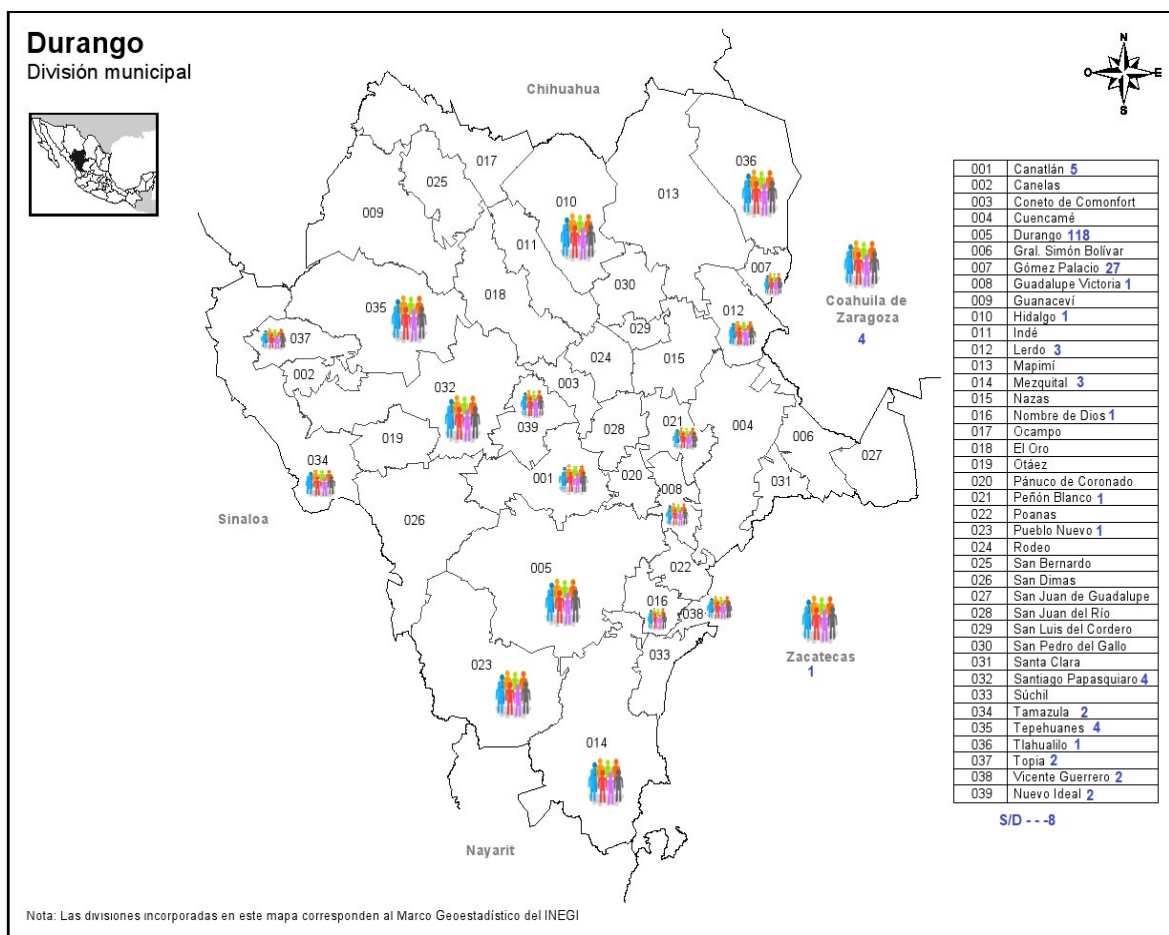 Durango
División municipal
N
O
E
S
Chihuahua
017
036
025
013
010
009
011
007
030
018
035
012
Coahuila de
Zaragoza
4
029
037
024
015
002
003
032
039
021
004
028
006
019
027
034
001
020
031
008
Sinaloa
026
005
022
016
038
Zacatecas
1
033
023
014
Nayarit
001 Canatlán 5
002 Canelas
003 Coneto de Comonfort
004 Cuencamé
005 Durango 118
006 Gral. Simón Bolívar
007 Gómez Palacio 27
008 Guadalupe Victoria 1
009 Guanaceví
010 Hidalgo 1
011 Indé
012 Lerdo 3
013 Mapimí
014 Mezquital 3
015 Nazas
016 Nombre de Dios 1
017 Ocampo
018 El Oro
019 Otáez
020 Pánuco de Coronado
021 Peñón Blanco 1
022 Poanas
023 Pueblo Nuevo 1
024 Rodeo
025 San Bernardo
026 San Dimas
027 San Juan de Guadalupe
028 San Juan del Río
029 San Luis del Cordero
030 San Pedro del Gallo
031 Santa Clara
032 Santiago Papasquiaro 4
033 Súchil
034 Tamazula 2
035 Tepehuanes 4
036 Tlahualilo 1
037 Topia 2
038 Vicente Guerrero 2
039 Nuevo Ideal 2
S/D - - -8
Nota: Las divisiones incorporadas en este mapa corresponden al Marco Geoestadístico del INEGI